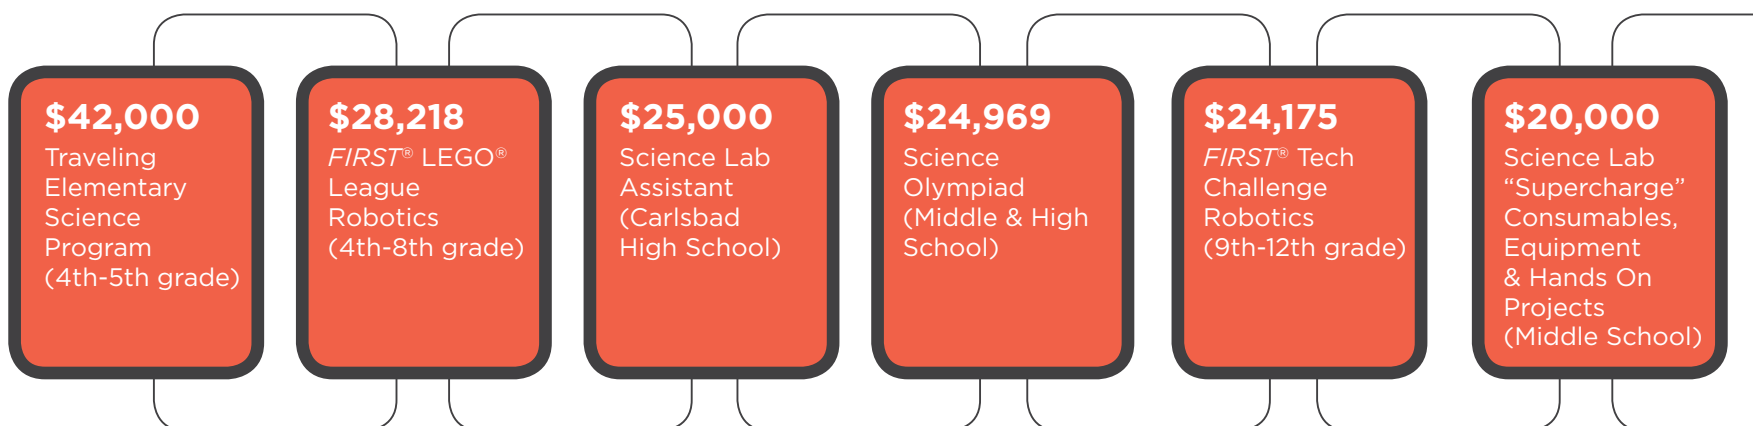 $42,000
Traveling
Elementary
Science
Program
(4th-5th grade)
$28,218
FIRST® LEGO®
League
Robotics
(4th-8th grade)
$25,000
Science Lab
Assistant
(Carlsbad
High School)
$24,969
Science
Olympiad
(Middle & High
School)
$24,175
FIRST® Tech
Challenge
Robotics
(9th-12th grade)
$20,000
Science Lab
“Supercharge”
Consumables,
Equipment
& Hands On
Projects
(Middle School)